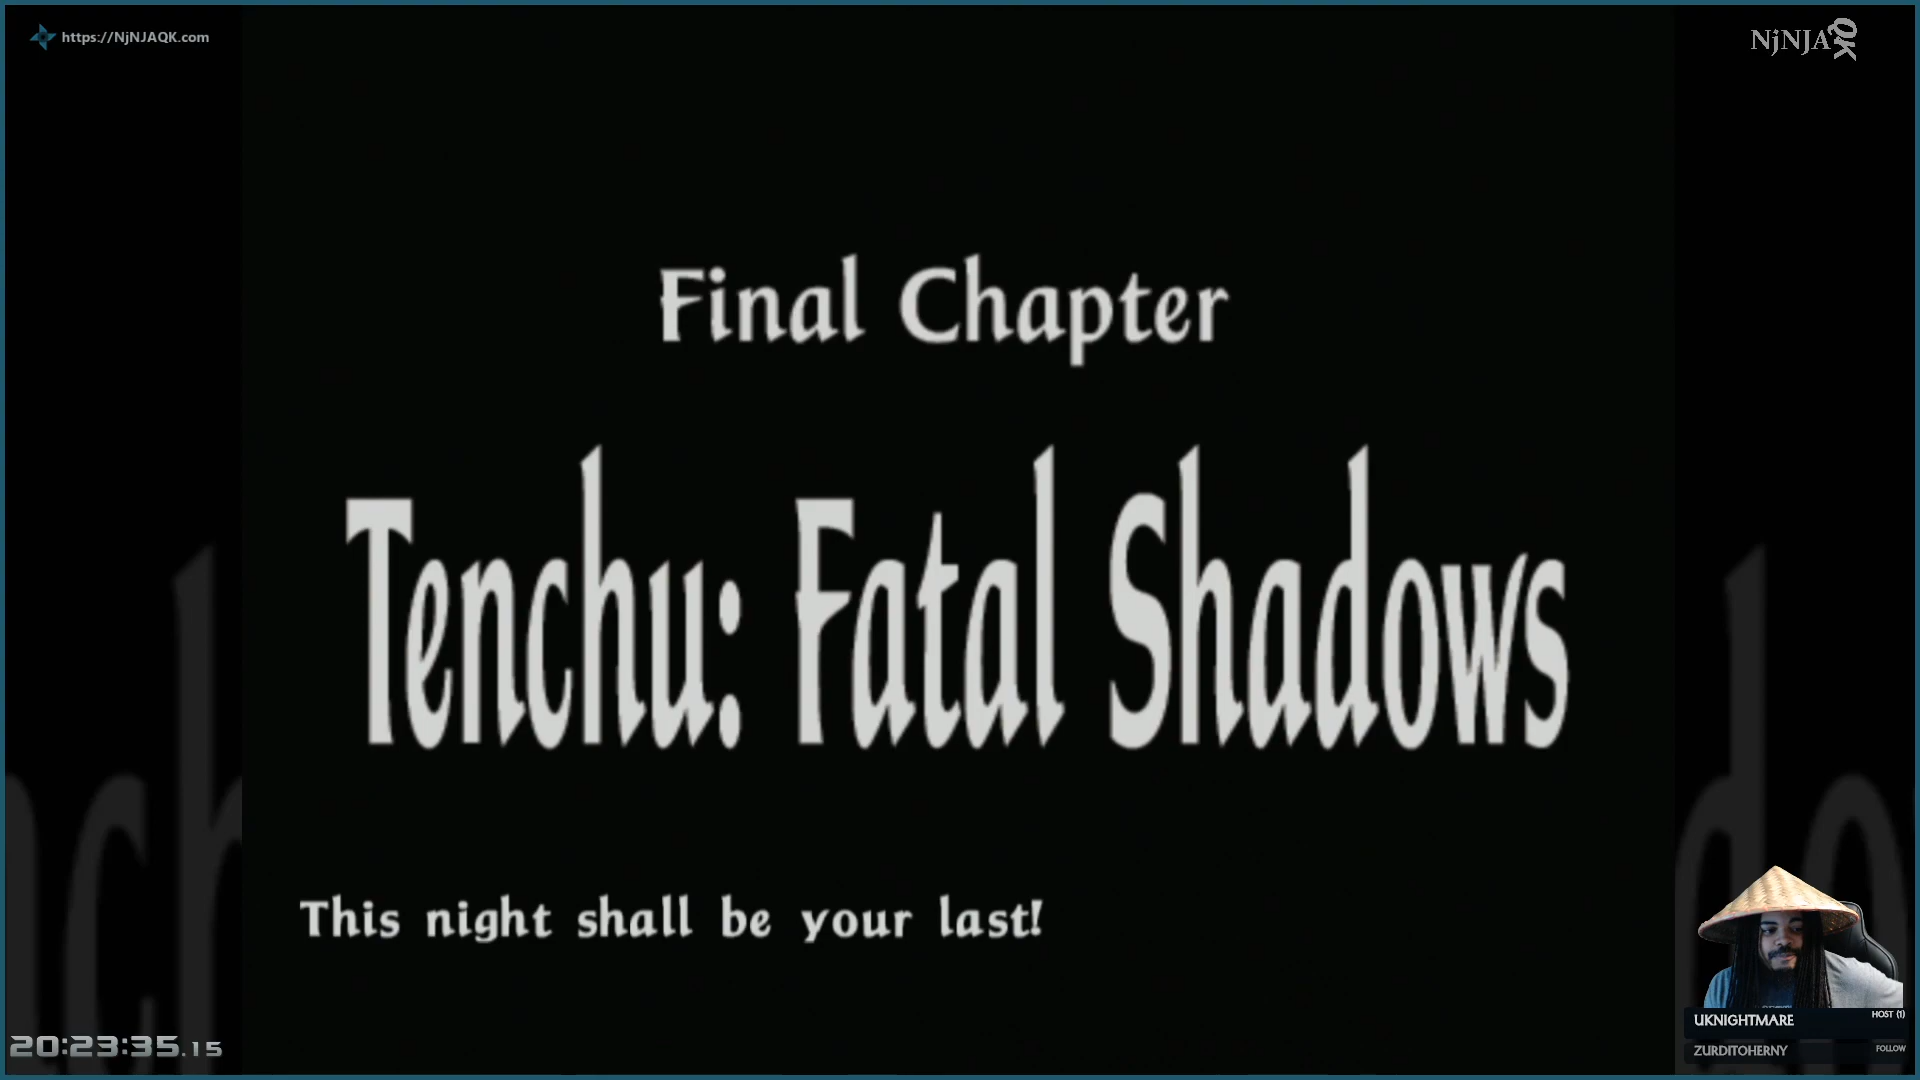 https://NjNJAQK.com
NjNJAQK
Final Chapter
Tenchu: Fatal Shadows
This night shall be your last!
20:23:35.15
UKNIGHTMARE
HOST (1)
ZURDITOHERNY
FOLLOW